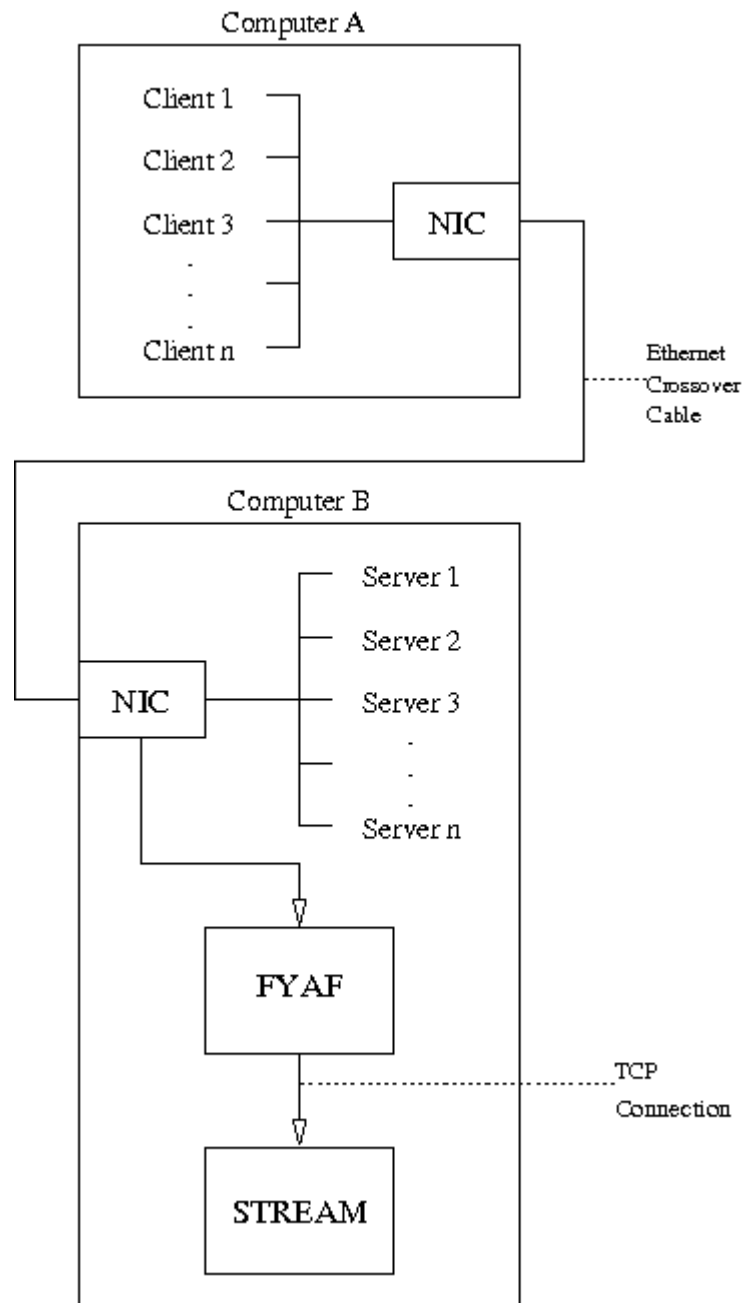 Computer A
Client 1
Client 2
Client 3
.
.
.
Client n
NIC
Ethernet
Crossover
Cable
Computer B
Server 1
Server 2
Server 3
.
.
.
Server n
NIC
FYAF
TCP
Connection
STREAM